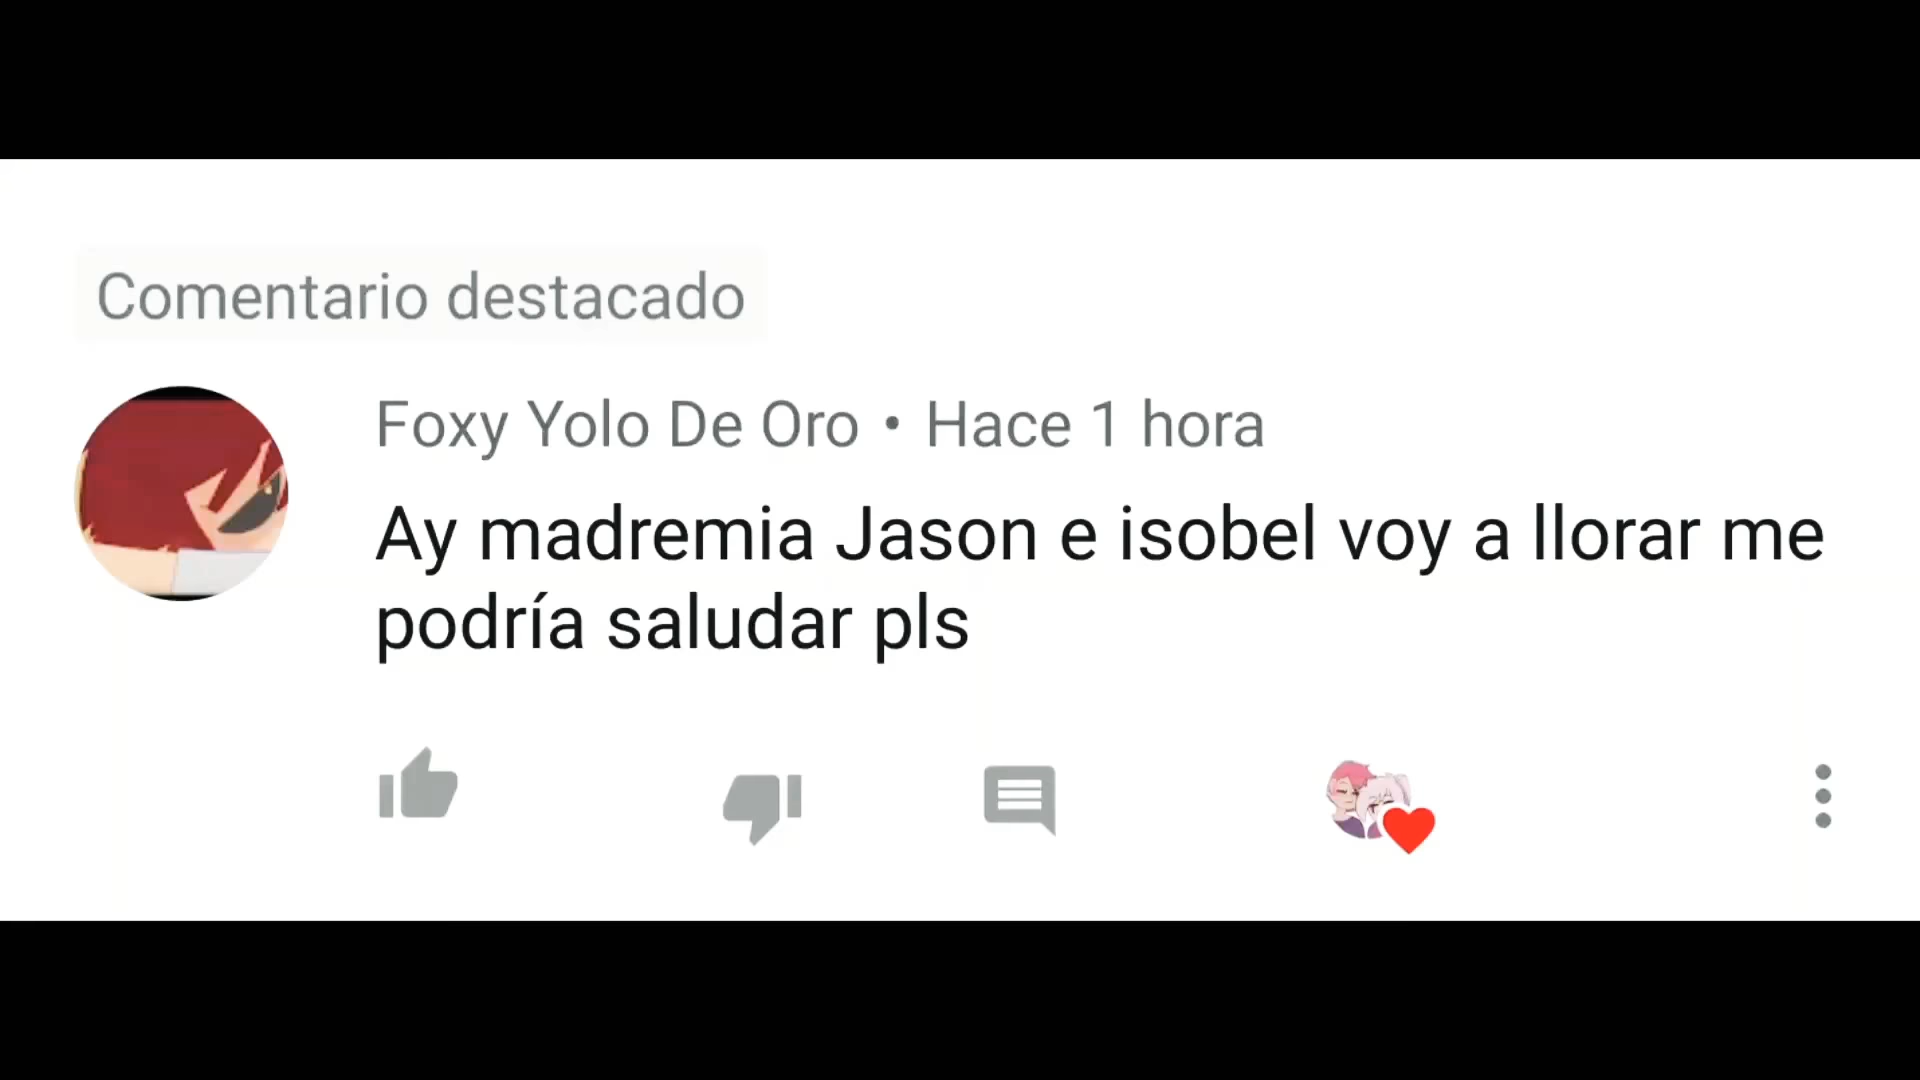 Comentario destacado
Foxy Yolo De Oro • Hace 1 hora
Ay madremia Jason e isobel voy a llorar me
podría saludar pls